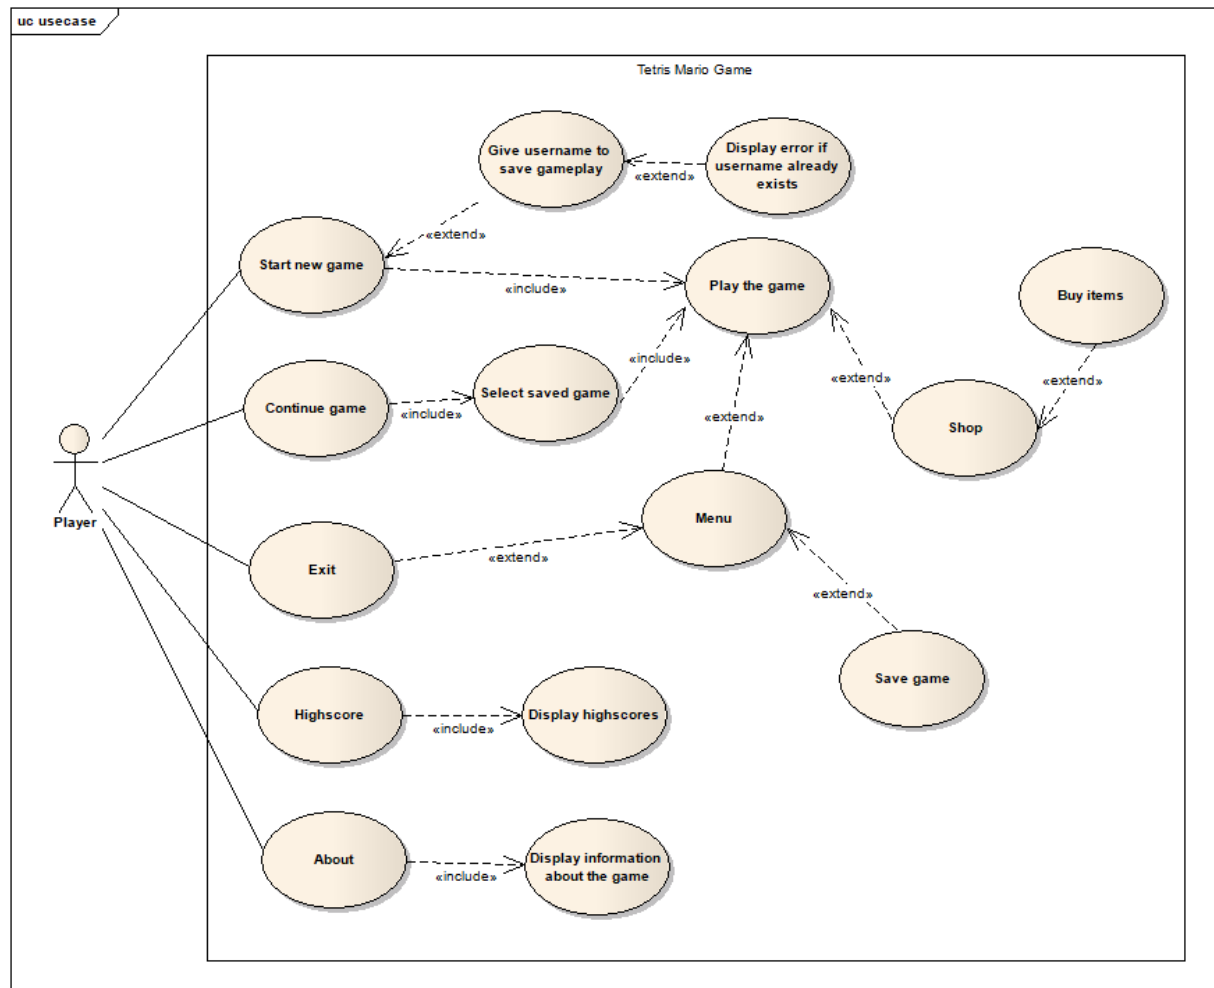 uc usecase
Tetris Mario Game
Give username to
save gameplay
Display error if
username already
exists
«extend»
«extend»
Start new game
Play the game
Buy items
«include»
«include»
«extend»
«extend»
Continue game
Select saved game
«include»
«extend»
Shop
Player
Menu
Exit
«extend»
«extend»
Save game
Highscore
Display highscores
«include»
About
Display information
about the game
«include»